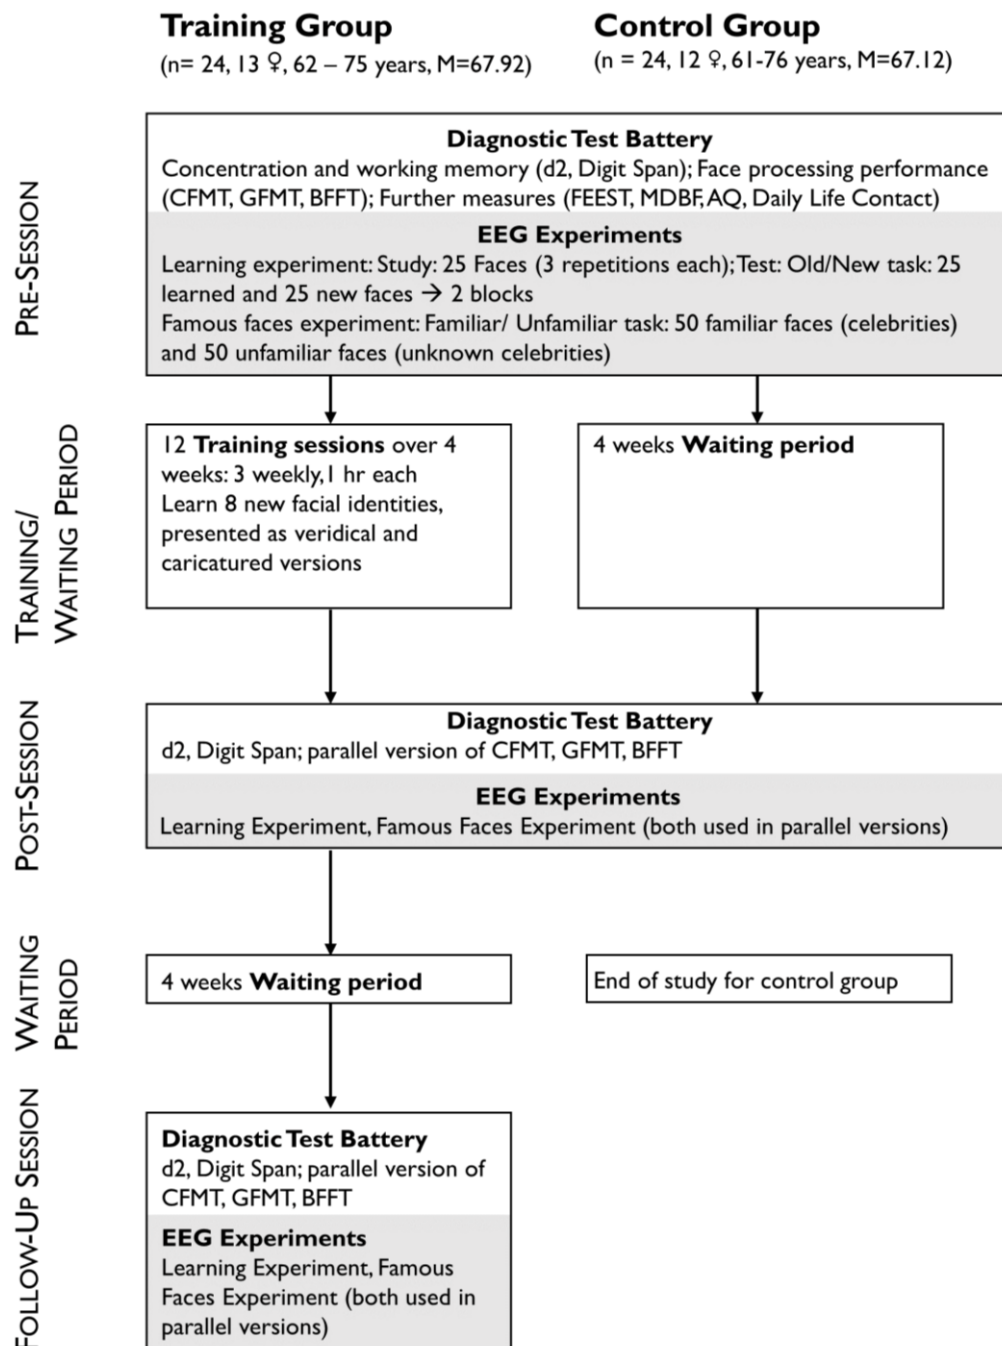 Training Group
(n= 24, 13 ♀, 62 – 75 years, M=67.92)
Control Group
(n = 24, 12 ♀, 61-76 years, M=67.12)
PRE-SESSION
Diagnostic Test Battery
Concentration and working memory (d2, Digit Span); Face processing performance
(CFMT, GFMT, BFFT); Further measures (FEEST, MDBF, AQ, Daily Life Contact)
EEG Experiments
Learning experiment: Study: 25 Faces (3 repetitions each); Test: Old/New task: 25
learned and 25 new faces → 2 blocks
Famous faces experiment: Familiar/ Unfamiliar task: 50 familiar faces (celebrities)
and 50 unfamiliar faces (unknown celebrities)
TRAINING/
WAITING PERIOD
12 Training sessions over 4
weeks: 3 weekly, 1 hr each
Learn 8 new facial identities,
presented as veridical and
caricatured versions
4 weeks Waiting period
POST-SESSION
Diagnostic Test Battery
d2, Digit Span; parallel version of CFMT, GFMT, BFFT
EEG Experiments
Learning Experiment, Famous Faces Experiment (both used in parallel versions)
WAITING
PERIOD
4 weeks Waiting period
End of study for control group
FOLLOW-UP SESSION
Diagnostic Test Battery
d2, Digit Span; parallel version of
CFMT, GFMT, BFFT
EEG Experiments
Learning Experiment, Famous
Faces Experiment (both used in
parallel versions)